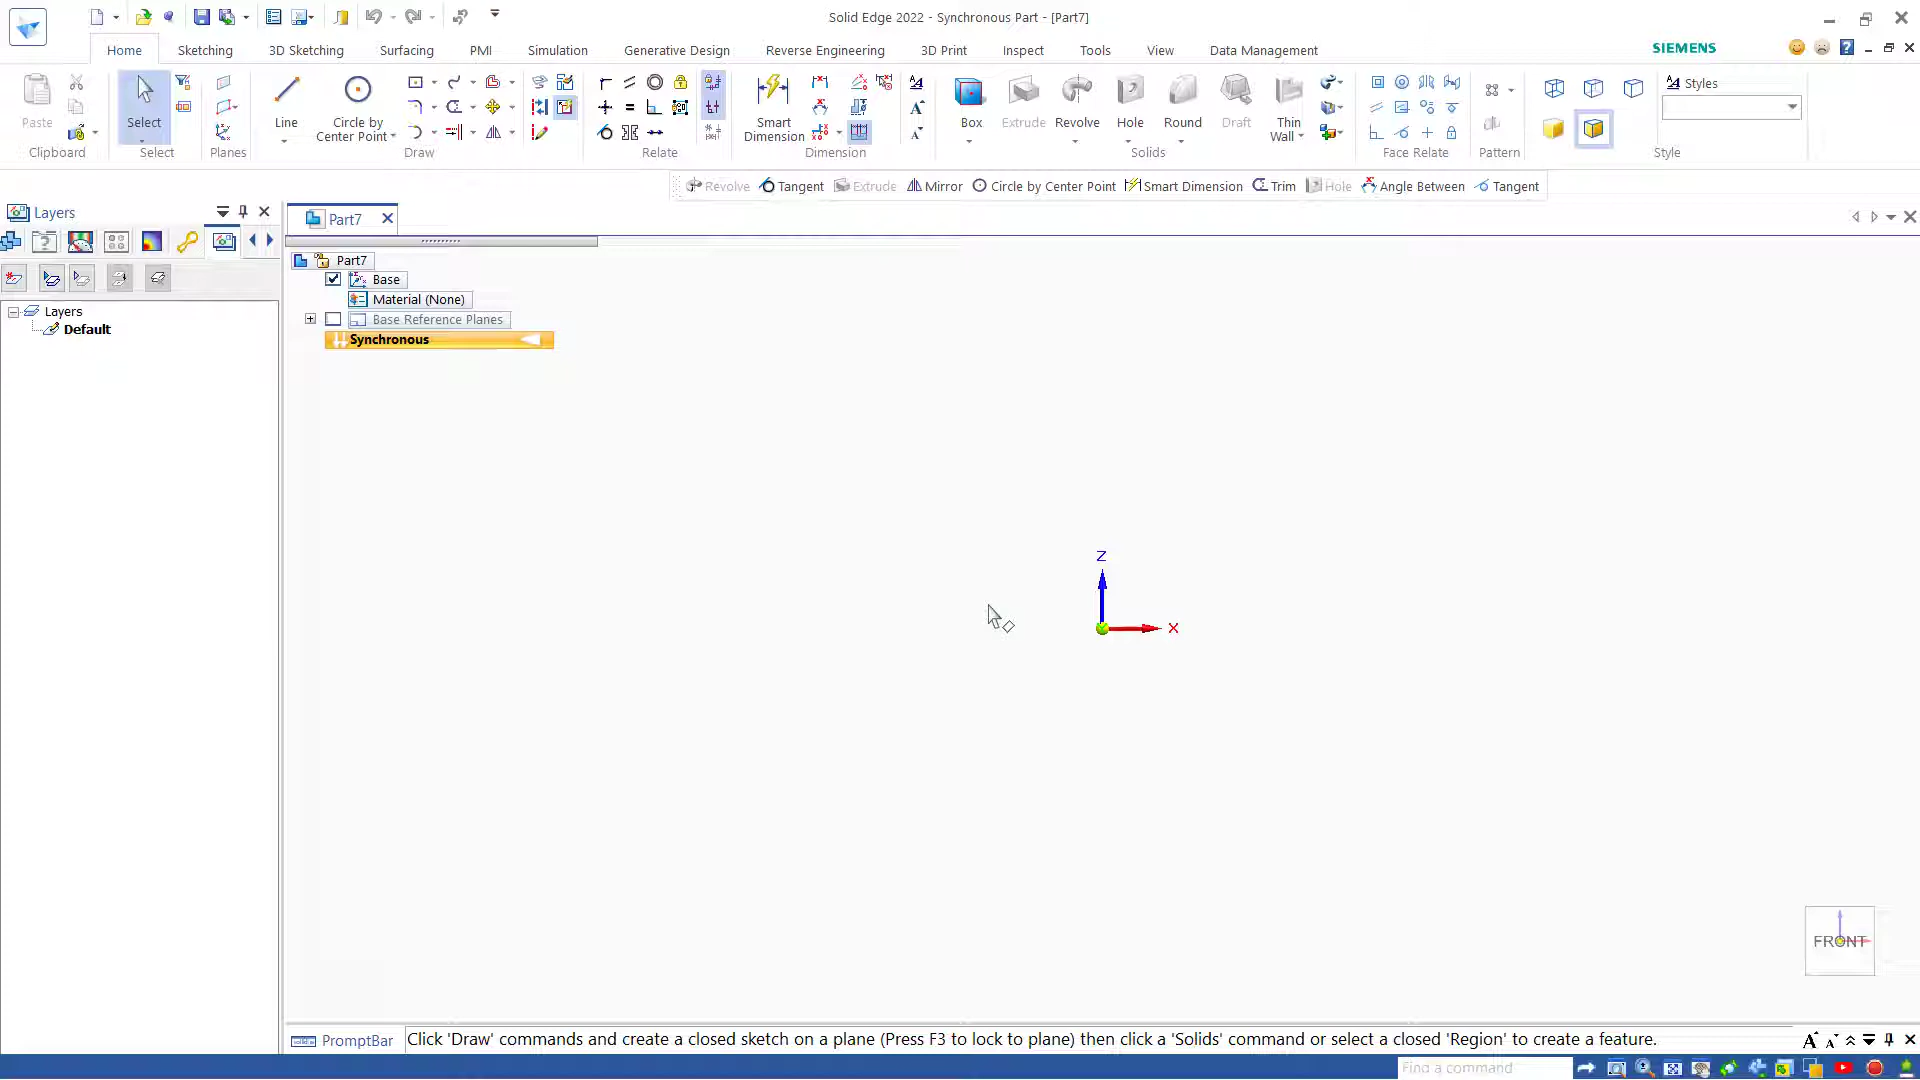 Solid Edge 2022 - Synchronous Part - [Part7]
Home Sketching 3D Sketching Surfacing PMI Simulation Generative Design Reverse Engineering 3D Print Inspect Tools View Data Management SIEMENS
Paste Select Line Circle by Center Point Smart Dimension Box Extrude Revolve Hole Round Draft Thin Wall Styles
Clipboard Select Planes Draw Relate Dimension Solids Face Relate Pattern Style
Revolve Tangent Extrude Mirror Circle by Center Point Smart Dimension Trim Hole Angle Between Tangent
Layers
Part7
Part7
Base
Material (None)
Base Reference Planes
Synchronous
Layers
Default
Z
X
FRONT
PromptBar Click 'Draw' commands and create a closed sketch on a plane (Press F3 to lock to plane) then click a 'Solids' command or select a closed 'Region' to create a feature.
Find a command